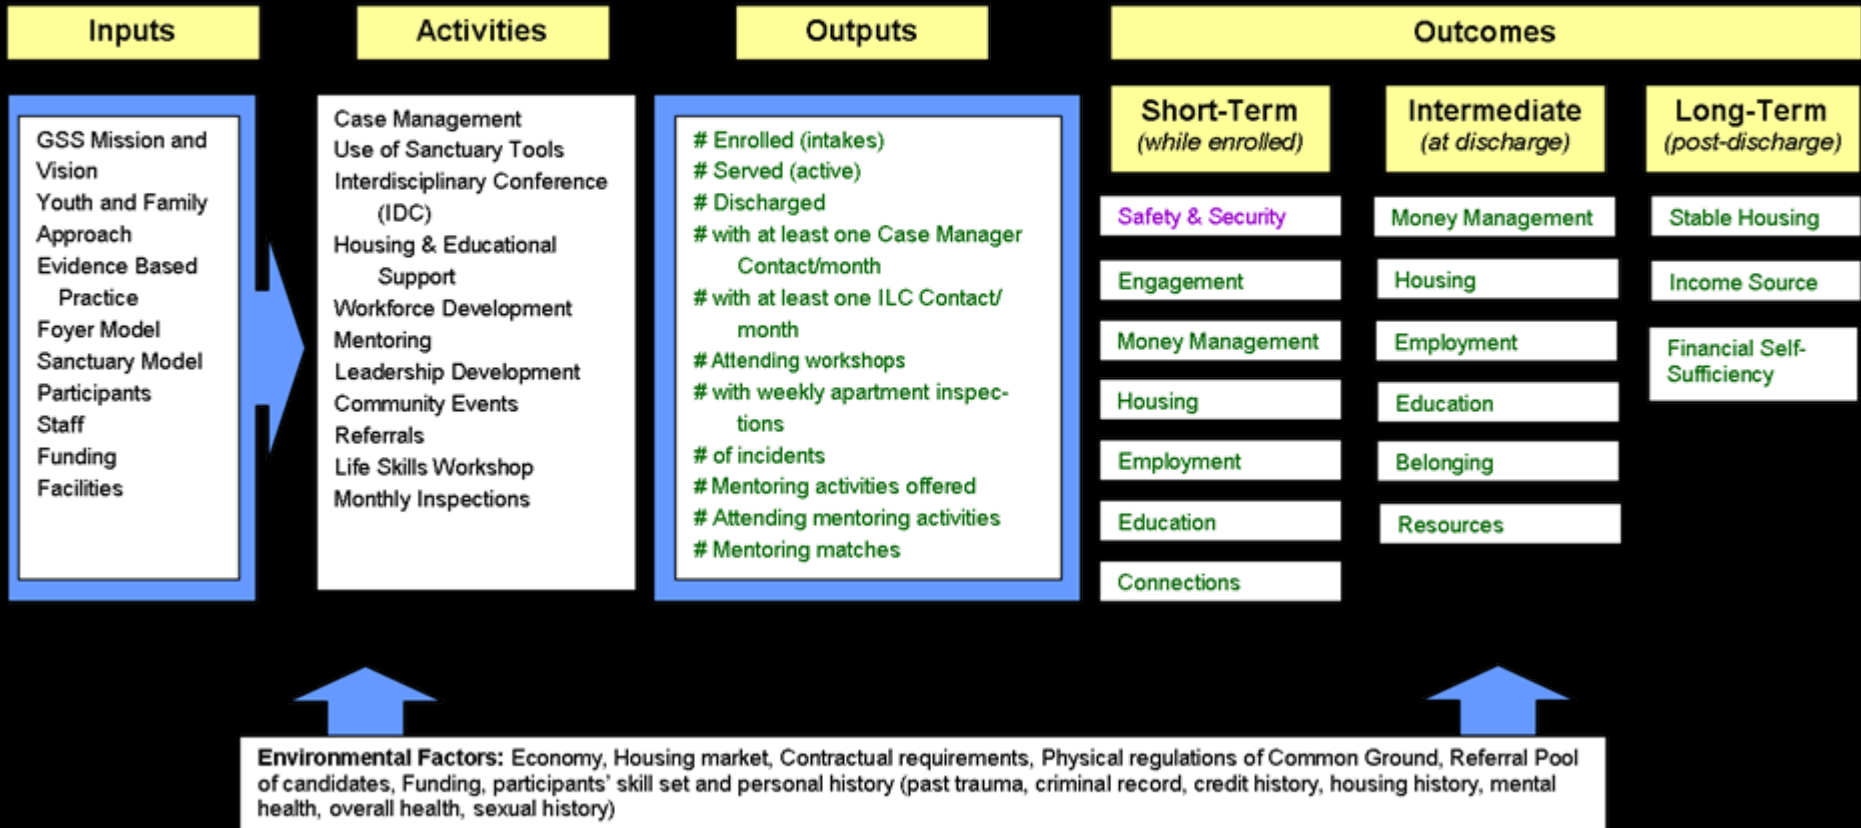 Inputs
Activities
Outputs
Outcomes
GSS Mission and
Vision
Youth and Family
Approach
Evidence Based
Practice
Foyer Model
Sanctuary Model
Participants
Staff
Funding
Facilities
Case Management
Use of Sanctuary Tools
Interdisciplinary Conference
(IDC)
Housing & Educational
Support
Workforce Development
Mentoring
Leadership Development
Community Events
Referrals
Life Skills Workshop
Monthly Inspections
# Enrolled (intakes)
# Served (active)
# Discharged
# with at least one Case Manager
Contact/month
# with at least one ILC Contact/
month
# Attending workshops
# with weekly apartment inspec-
tions
# of incidents
# Mentoring activities offered
# Attending mentoring activities
# Mentoring matches
Short-Term
(while enrolled)
Safety & Security
Engagement
Money Management
Housing
Employment
Education
Connections
Intermediate
(at discharge)
Money Management
Housing
Employment
Education
Belonging
Resources
Long-Term
(post-discharge)
Stable Housing
Income Source
Financial Self-
Sufficiency
Environmental Factors: Economy, Housing market, Contractual requirements, Physical regulations of Common Ground, Referral Pool
of candidates, Funding, participants' skill set and personal history (past trauma, criminal record, credit history, housing history, mental
health, overall health, sexual history)